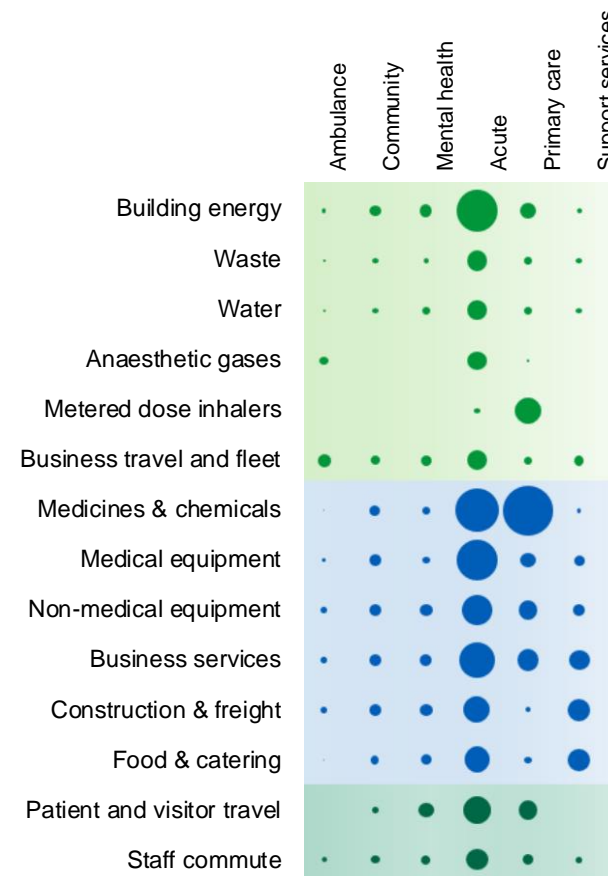 Ambulance
Community
Mental health
Acute
Primary care
Support services
Building energy
Waste
Water
Anaesthetic gases
Metered dose inhalers
Business travel and fleet
Medicines & chemicals
Medical equipment
Non-medical equipment
Business services
Construction & freight
Food & catering
Patient and visitor travel
Staff commute